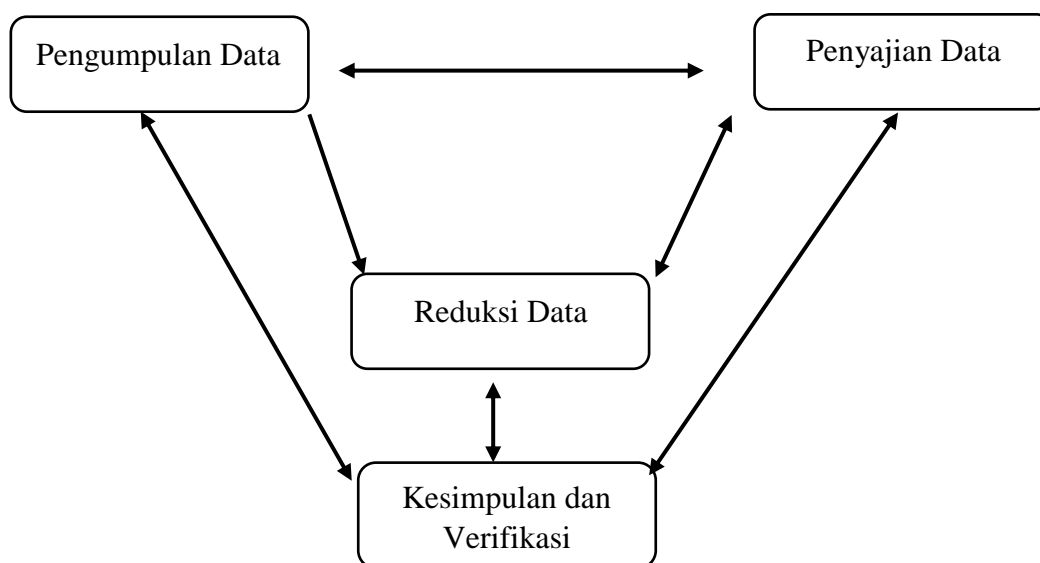 Pengumpulan Data
Penyajian Data
Reduksi Data
Kesimpulan dan
Verifikasi